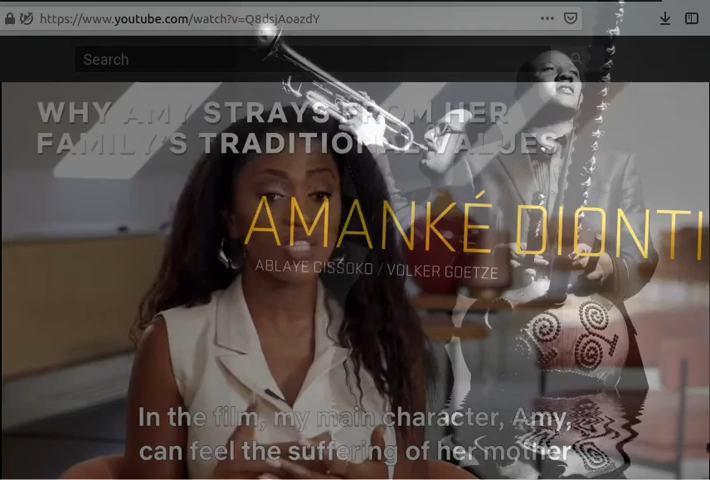 https://www.youtube.com/watch?v=Q8dsjAoazdY
Search
WHY AM/ STRAYS FROM HER
FAMILY'S TRADITIONAL VALUES
AMANKÉ DIONTI
ABLAYE CISSOKO / VOLKER GOETZE
In the film, my main character, Amy,
can feel the suffering of her mother